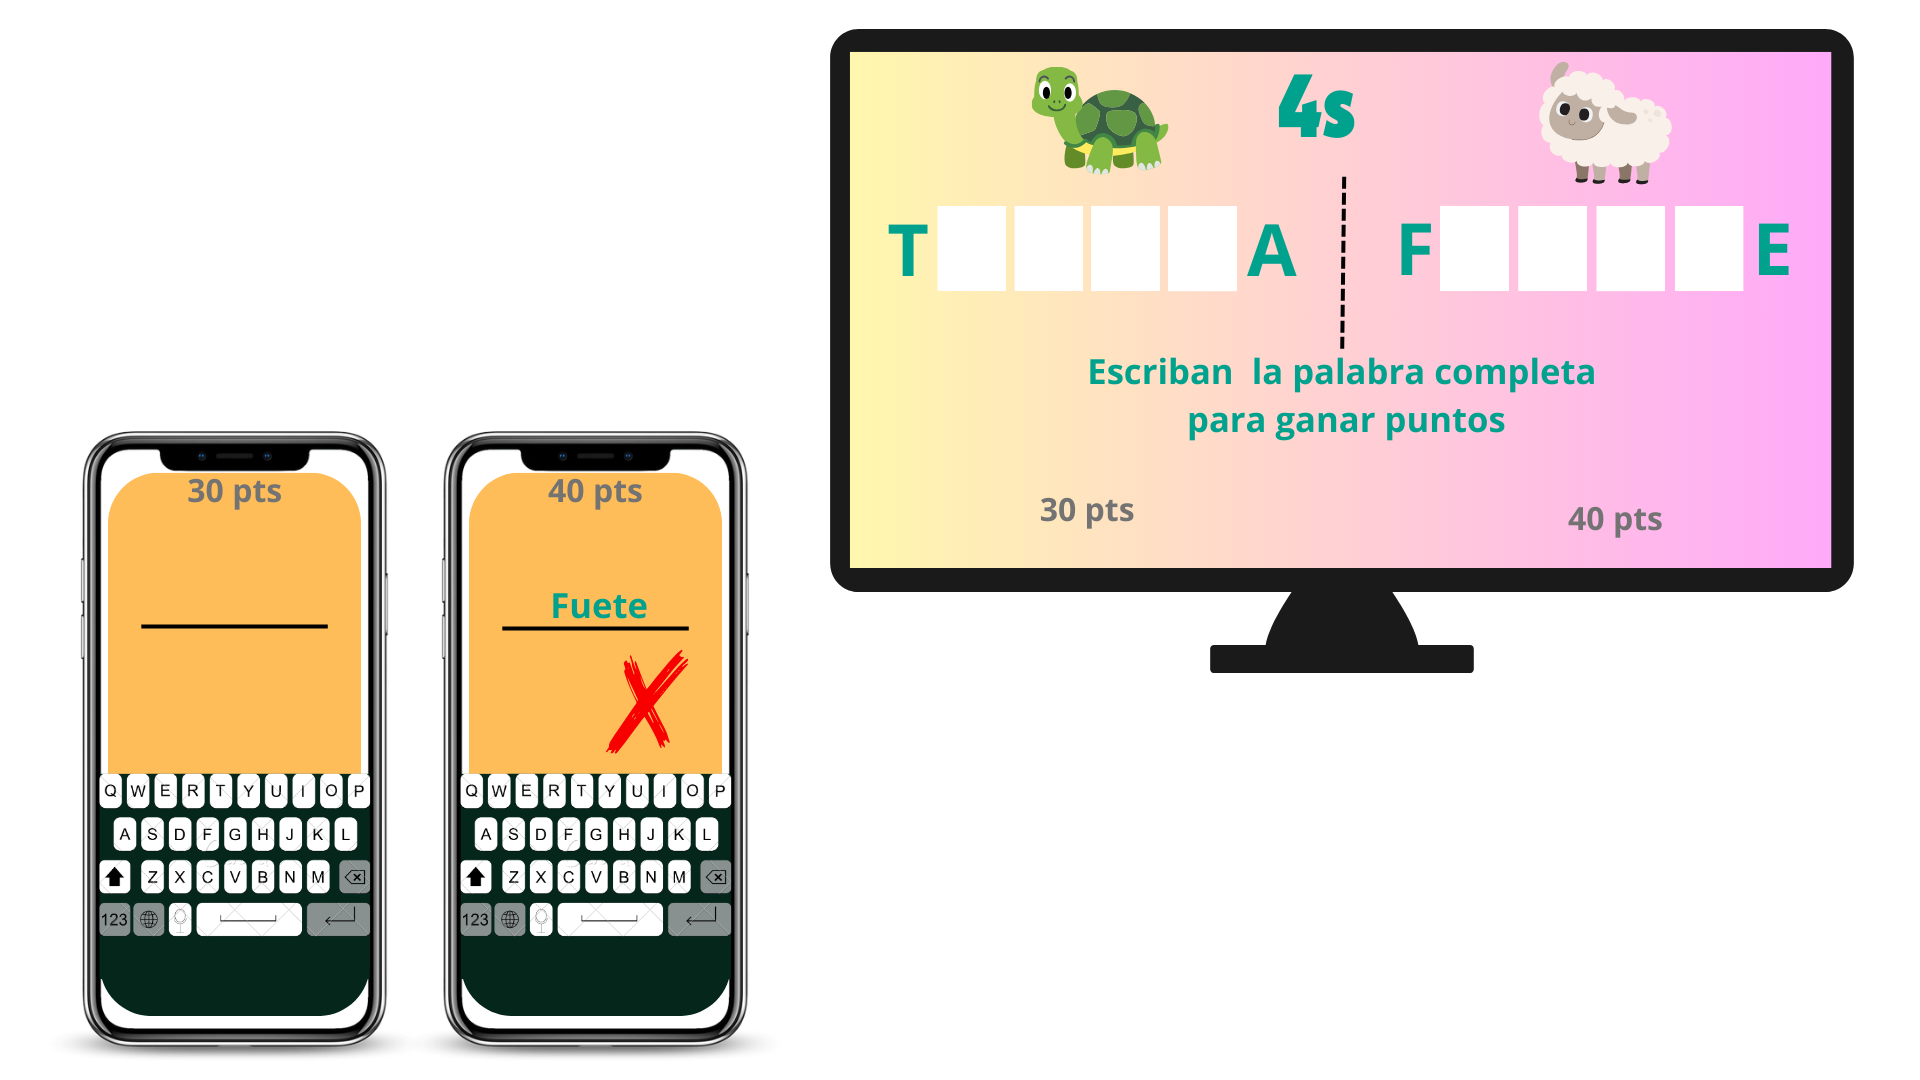 4s
T A
F E
Escriban la palabra completa
para ganar puntos
30 pts
40 pts
30 pts
Q W E R T Y U I O P
A S D F G H J K L
Z X C V B N M
123
40 pts
Fuete
Q W E R T Y U I O P
A S D F G H J K L
Z X C V B N M
123